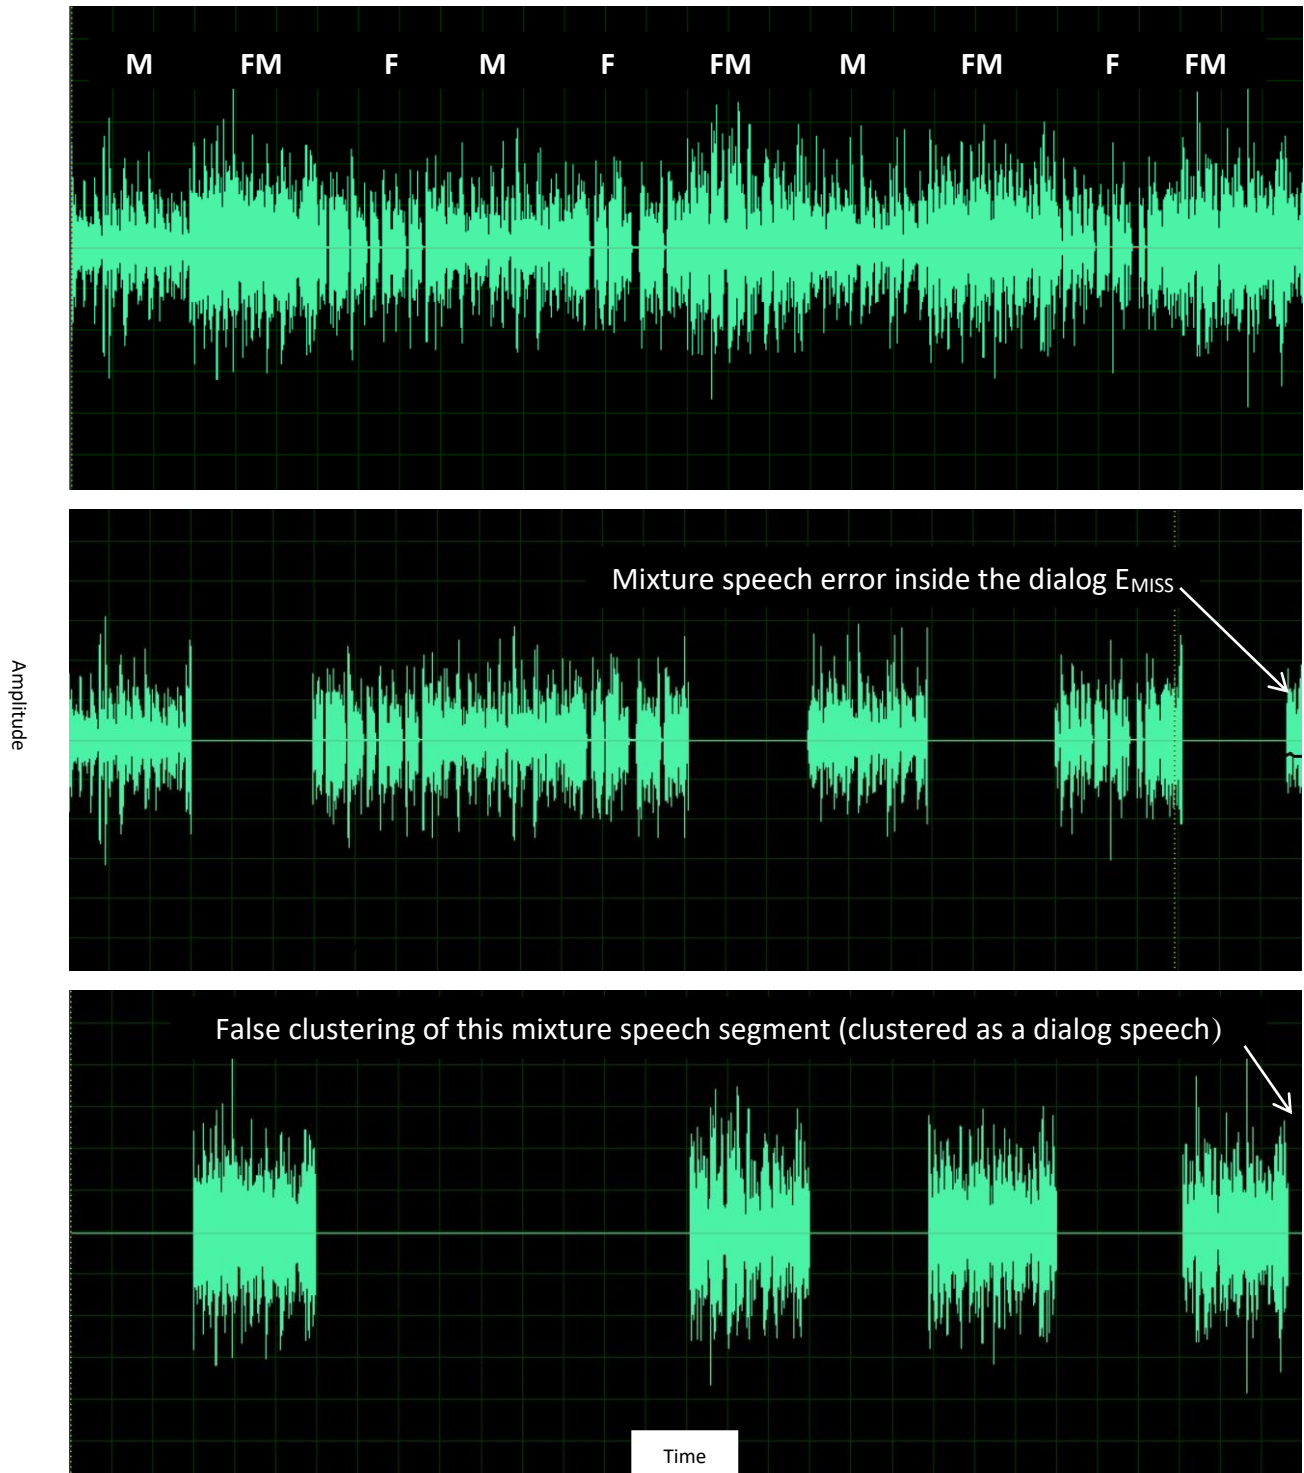 M FM F M F FM M FM F FM
Mixture speech error inside the dialog EMISS
Amplitude
False clustering of this mixture speech segment (clustered as a dialog speech)
Time